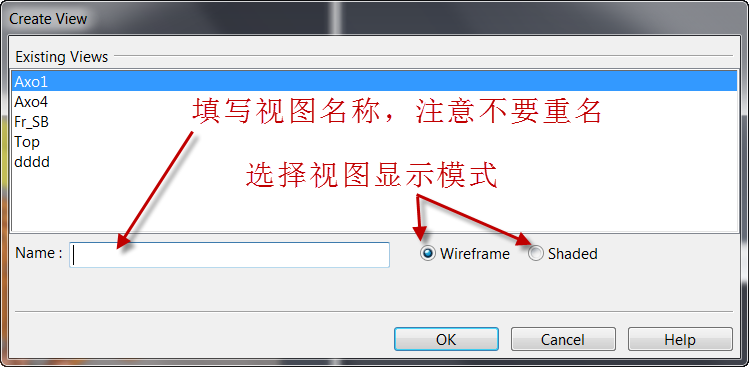 Create View
Existing Views
Axo1
Axo4
Fr_SB
Top
dddd
填写视图名称，注意不要重名
选择视图显示模式
Name :
Wireframe
Shaded
OK
Cancel
Help